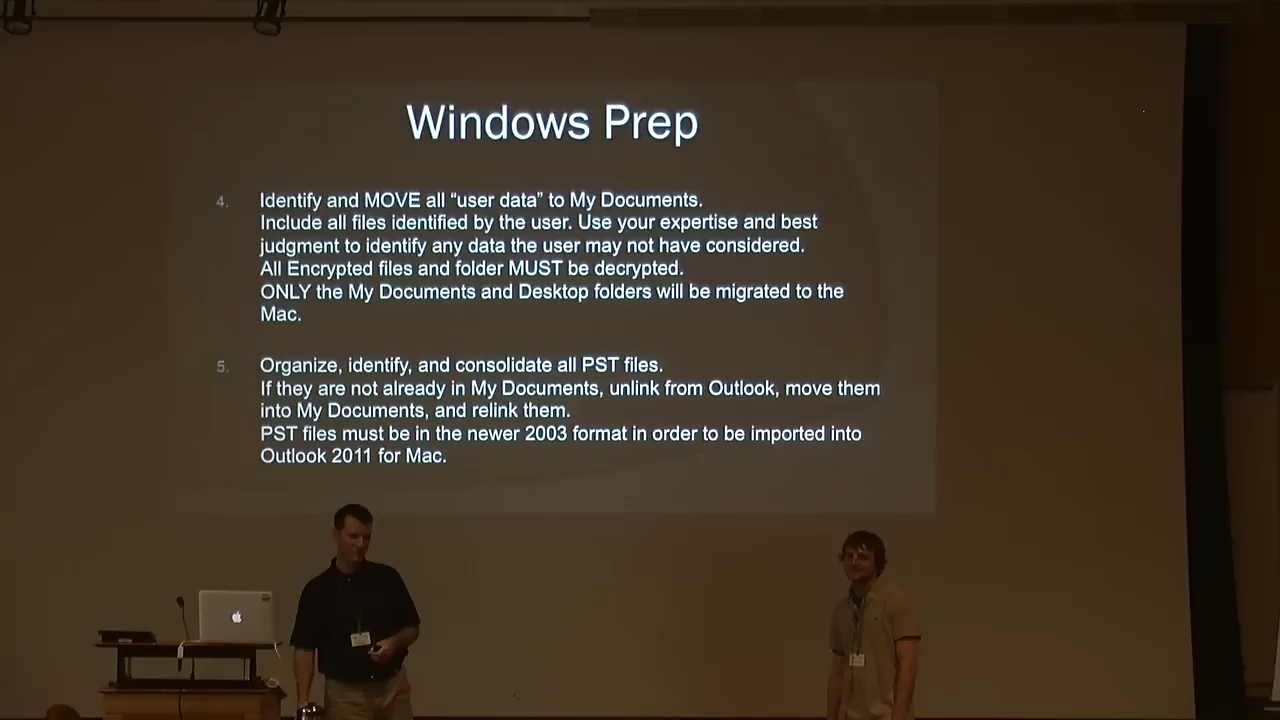 Windows Prep
4. Identify and MOVE all “user data” to My Documents.
Include all files identified by the user. Use your expertise and best
judgment to identify any data the user may not have considered.
All Encrypted files and folder MUST be decrypted.
ONLY the My Documents and Desktop folders will be migrated to the
Mac.
5. Organize, identify, and consolidate all PST files.
If they are not already in My Documents, unlink from Outlook, move them
into My Documents, and relink them.
PST files must be in the newer 2003 format in order to be imported into
Outlook 2011 for Mac.